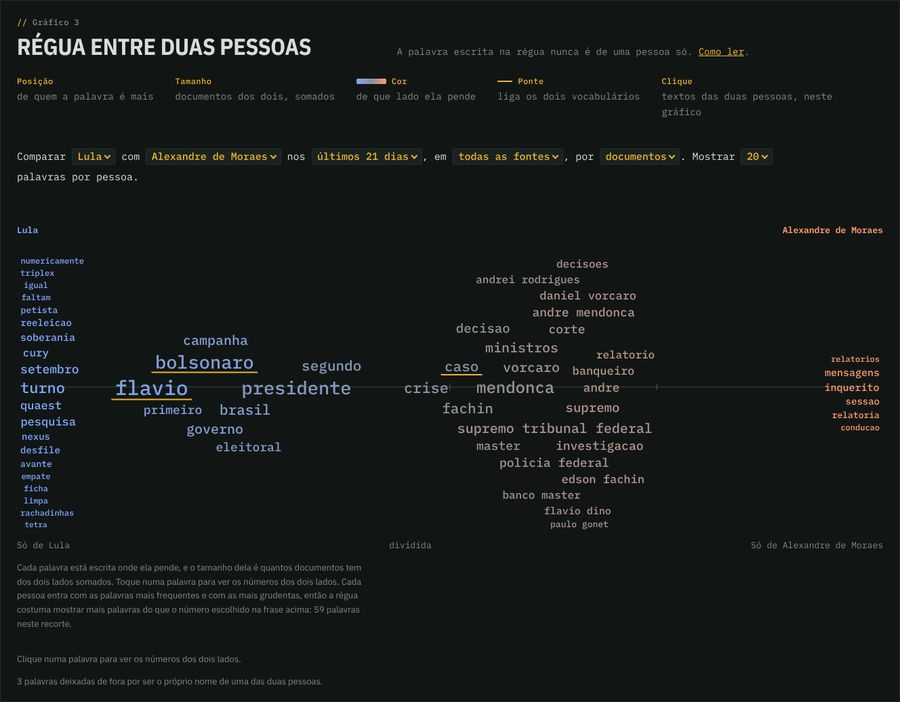 // Gráfico 3
RÉGUA ENTRE DUAS PESSOAS
A palavra escrita na régua nunca é de uma pessoa só. Como ler.
Posição
de quem a palavra é mais
Tamanho
documentos dos dois, somados
Cor
de que lado ela pende
Ponte
liga os dois vocabulários
Clique
textos das duas pessoas, neste
gráfico
Comparar Lula com Alexandre de Moraes nos últimos 21 dias, em todas as fontes, por documentos. Mostrar 20
palavras por pessoa.
Lula
Alexandre de Moraes
numericamente
triplex
igual
faltam
petista
reeleicao
soberania
cury
setembro
turno
quaest
pesquisa
nexus
desfile
avante
empate
ficha
limpa
rachadinhas
tetra
campanha
bolsonaro
segundo
flavio
presidente
primeiro
brasil
governo
eleitoral
decisoes
andrei rodrigues
daniel vorcaro
andre mendonca
decisao
corte
ministros
relatorio
caso
vorcaro
banqueiro
crise
mendonca
andre
fachin
supremo
supremo tribunal federal
master
investigacao
policia federal
edson fachin
banco master
flavio dino
paulo gonet
relatorios
mensagens
inquerito
sessao
relatoria
conducao
Só de Lula
dividida
Só de Alexandre de Moraes
Cada palavra está escrita onde ela pende, e o tamanho dela é quantos documentos tem
dos dois lados somados. Toque numa palavra para ver os números dos dois lados. Cada
pessoa entra com as palavras mais frequentes e com as mais grudentas, então a régua
costuma mostrar mais palavras do que o número escolhido na frase acima: 59 palavras
neste recorte.
Clique numa palavra para ver os números dos dois lados.
3 palavras deixadas de fora por ser o próprio nome de uma das duas pessoas.